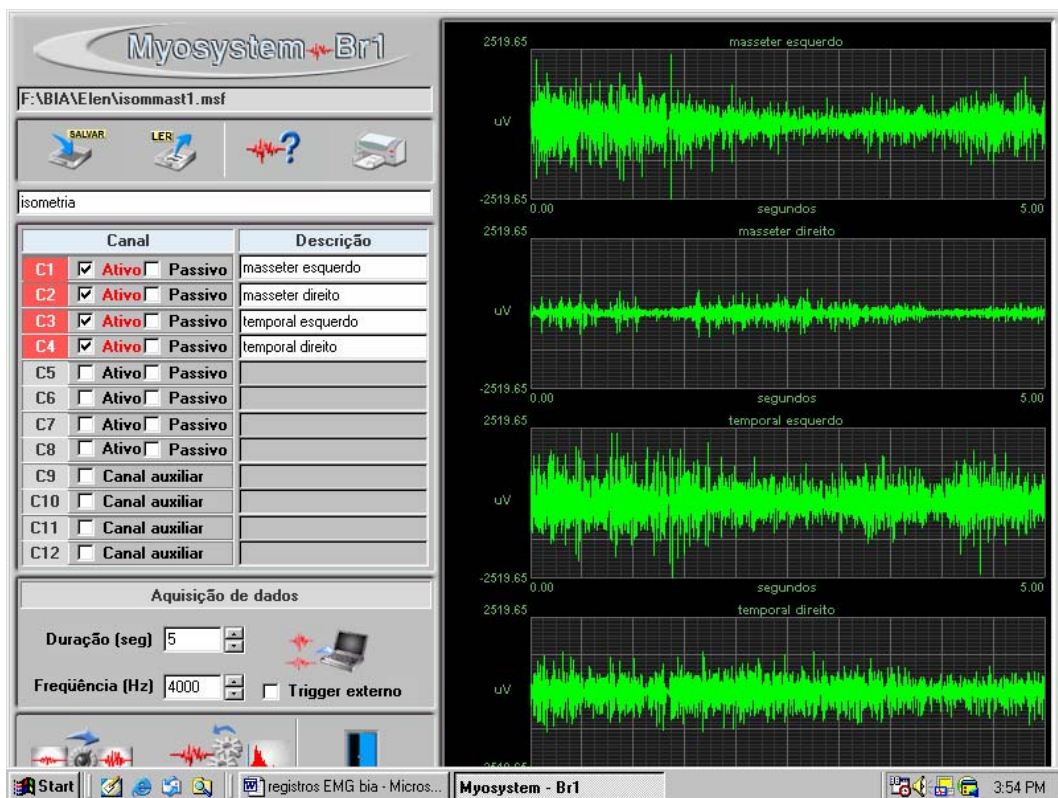 Myosystem Br1
F:\BIA\Elen\isommast1.msf
SALVAR LER
isometria
Canal Descrição
C1 Ativo Passivo masseter esquerdo
C2 Ativo Passivo masseter direito
C3 Ativo Passivo temporal esquerdo
C4 Ativo Passivo temporal direito
C5 Ativo Passivo
C6 Ativo Passivo
C7 Ativo Passivo
C8 Ativo Passivo
C9 Canal auxiliar
C10 Canal auxiliar
C11 Canal auxiliar
C12 Canal auxiliar
Aquisição de dados
Duração (seg) 5
Freqüência (Hz) 4000 Trigger externo
2519.65 masseter esquerdo
uV
-2519.65 0.00 segundos 5.00
2519.65 masseter direito
uV
-2519.65 0.00 segundos 5.00
2519.65 temporal esquerdo
uV
-2519.65 0.00 segundos 5.00
2519.65 temporal direito
uV
Start registros EMG bia - Micros... Myosystem - Br1 3:54 PM